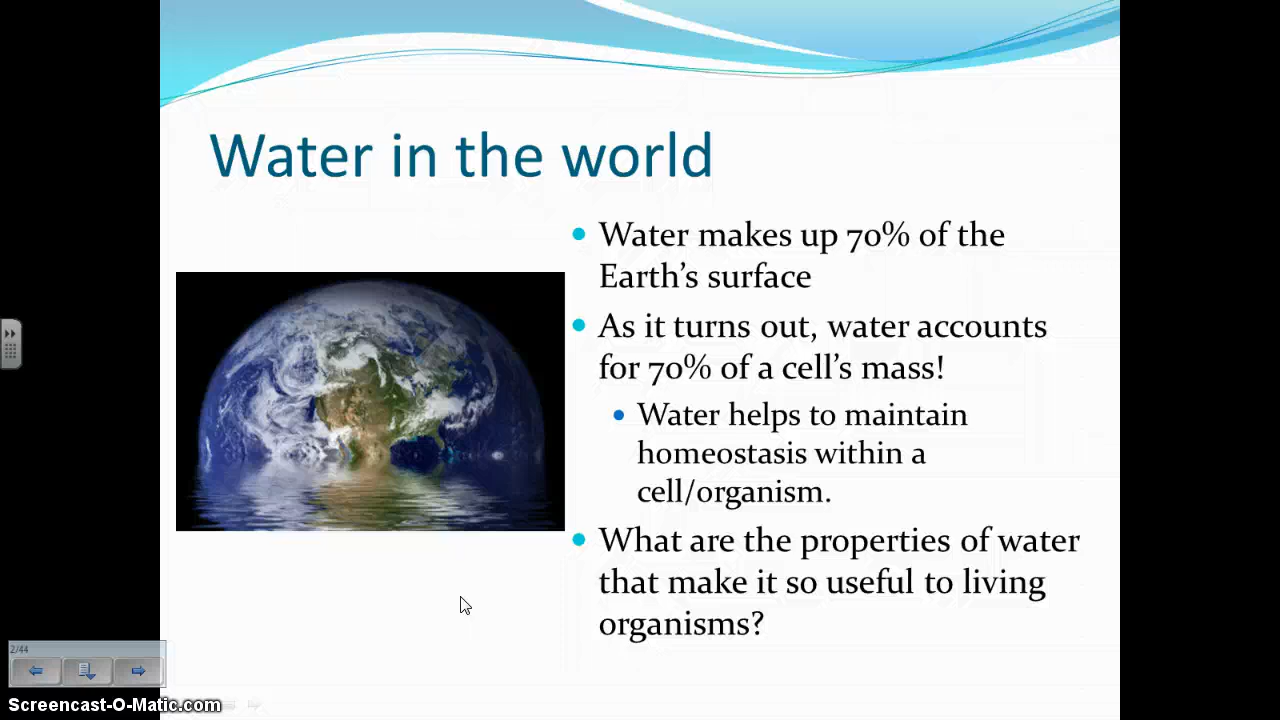 Water in the world
Water makes up 70% of the
Earth's surface
As it turns out, water accounts
for 70% of a cell's mass!
Water helps to maintain
homeostasis within a
cell/organism.
What are the properties of water
that make it so useful to living
organisms?
2/44
Screencast-O-Matic.com